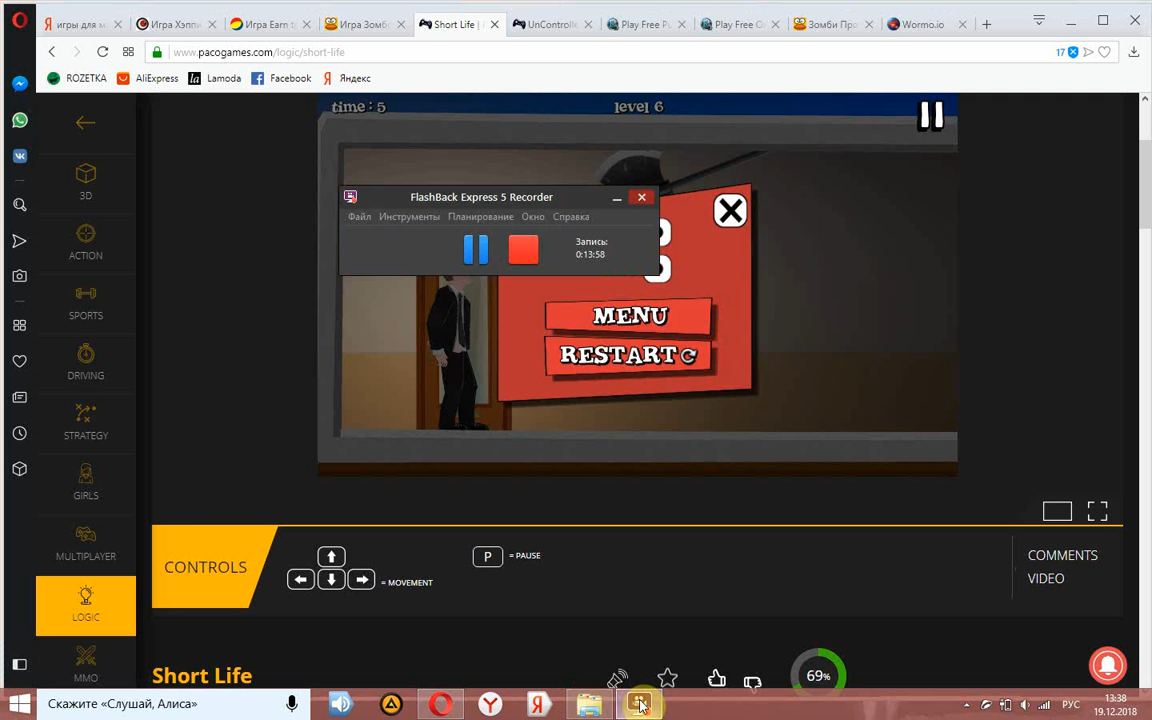 игры для м
Игра Хэппи
Игра Earn t
Игра Зомб
Short Life |
UnControll
Play Free P
Play Free C
Зомби Про
Wormo.io
www.pacogames.com/logic/short-life
17
ROZETKA
AliExpress
Lamoda
Facebook
Яндекс
time : 5
level 6
FlashBack Express 5 Recorder
Файл Инструменты Планирование Окно Справка
Запись:
0:13:58
MENU
RESTART
3D
ACTION
SPORTS
DRIVING
STRATEGY
GIRLS
MULTIPLAYER
LOGIC
MMO
CONTROLS
= MOVEMENT
P = PAUSE
COMMENTS
VIDEO
Short Life
69%
Скажите «Слушай, Алиса»
РУС
13:38
19.12.2018